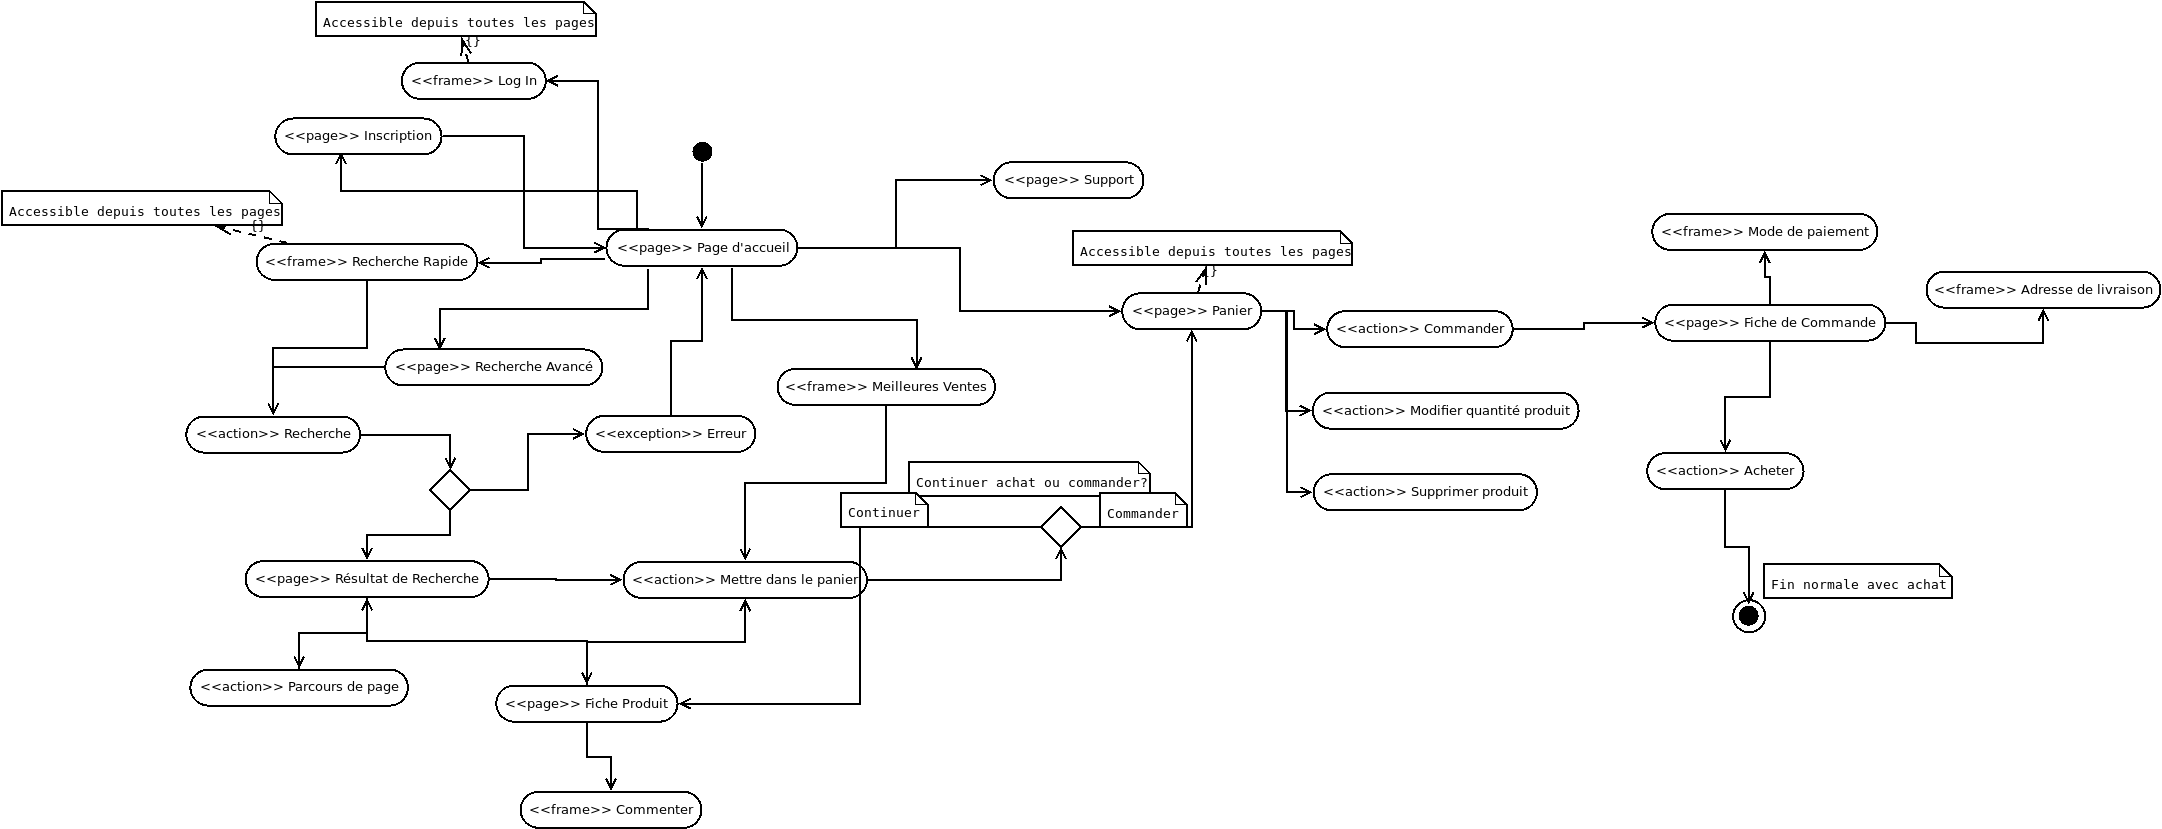 Accessible depuis toutes les pages
{}
<<frame>> Log In
<<page>> Inscription
<<page>> Support
Accessible depuis toutes les pages
{}
<<frame>> Mode de paiement
<<page>> Page d'accueil
Accessible depuis toutes les pages
<<frame>> Recherche Rapide
{}
<<frame>> Adresse de livraison
<<page>> Panier
<<action>> Commander
<<page>> Fiche de Commande
<<page>> Recherche Avancé
<<frame>> Meilleures Ventes
<<action>> Modifier quantité produit
<<action>> Recherche
<<exception>> Erreur
<<action>> Acheter
Continuer achat ou commander?
<<action>> Supprimer produit
Continuer
Commander
<<page>> Résultat de Recherche
<<action>> Mettre dans le panier
Fin normale avec achat
<<action>> Parcours de page
<<page>> Fiche Produit
<<frame>> Commenter